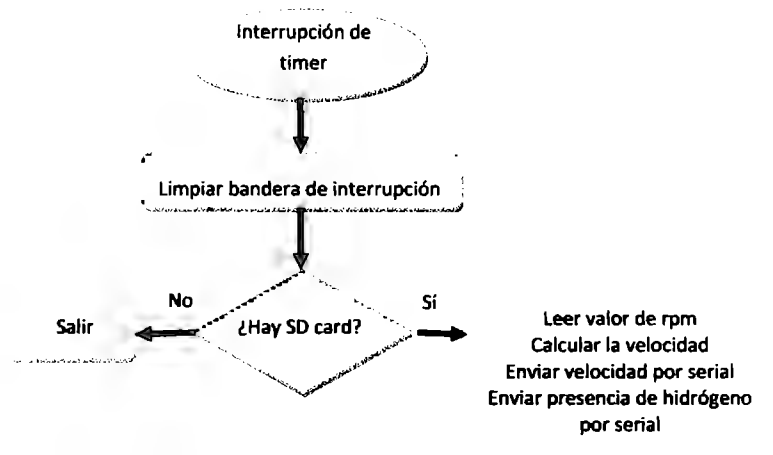 Interrupción de
timer
Limpiar bandera de interrupción
No
Sí
Salir
¿Hay SD card?
Leer valor de rpm
Calcular la velocidad
Enviar velocidad por serial
Enviar presencia de hidrógeno
por serial